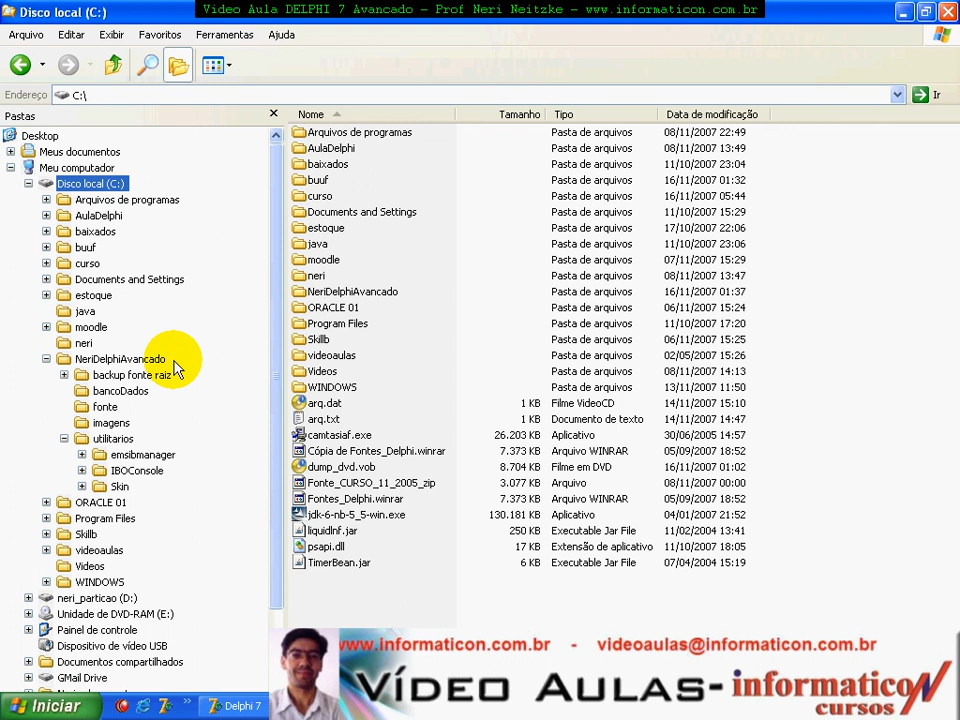 Disco local (C:)
Video Aula DELPHI 7 Avancado - Prof Neri Neitzke - www.informaticon.com.br
Arquivo Editar Exibir Favoritos Ferramentas Ajuda
Endereço C:\ Ir
Pastas
Desktop
Meus documentos
Meu computador
Disco local (C:)
Arquivos de programas
AulaDelphi
baixados
buuf
curso
Documents and Settings
estoque
java
moodle
neri
NeriDelphiAvancado
backup fonte raiz
bancoDados
fonte
imagens
utilitarios
emsibmanager
IBOConsole
Skin
ORACLE 01
Program Files
Skillb
videoaulas
Videos
WINDOWS
neri_particao (D:)
Unidade de DVD-RAM (E:)
Painel de controle
Dispositivo de vídeo USB
Documentos compartilhados
GMail Drive
Nome Tamanho Tipo Data de modificação
Arquivos de programas Pasta de arquivos 08/11/2007 22:49
AulaDelphi Pasta de arquivos 08/11/2007 13:49
baixados Pasta de arquivos 11/10/2007 23:04
buuf Pasta de arquivos 16/11/2007 01:32
curso Pasta de arquivos 16/11/2007 05:44
Documents and Settings Pasta de arquivos 11/10/2007 15:29
estoque Pasta de arquivos 17/10/2007 22:06
java Pasta de arquivos 11/10/2007 23:06
moodle Pasta de arquivos 07/11/2007 15:29
neri Pasta de arquivos 08/11/2007 13:47
NeriDelphiAvancado Pasta de arquivos 16/11/2007 01:37
ORACLE 01 Pasta de arquivos 06/11/2007 15:24
Program Files Pasta de arquivos 11/10/2007 17:20
Skillb Pasta de arquivos 06/11/2007 15:25
videoaulas Pasta de arquivos 02/05/2007 15:26
Videos Pasta de arquivos 08/11/2007 14:13
WINDOWS Pasta de arquivos 13/11/2007 11:50
arq.dat 1 KB Filme VideoCD 14/11/2007 15:10
arq.txt 1 KB Documento de texto 14/11/2007 14:47
camtasiaf.exe 26.203 KB Aplicativo 30/06/2005 14:57
Cópia de Fontes_Delphi.winrar 7.373 KB Arquivo WINRAR 05/09/2007 18:52
dump_dvd.vob 8.704 KB Filme em DVD 16/11/2007 01:02
Fonte_CURSO_11_2005_zip 3.077 KB Arquivo 08/11/2007 00:00
Fontes_Delphi.winrar 7.373 KB Arquivo WINRAR 05/09/2007 18:52
jdk-6-nb-5_5-win.exe 130.181 KB Aplicativo 04/01/2007 21:52
liquidlnf.jar 250 KB Executable Jar File 11/02/2004 13:41
psapi.dll 17 KB Extensão de aplicativo 11/10/2007 18:05
TimerBean.jar 6 KB Executable Jar File 07/04/2004 15:19
www.informaticon.com.br - videoaulas@informaticon.com.br
VÍDEO AULAS- informaticon
cursos
Iniciar Delphi 7